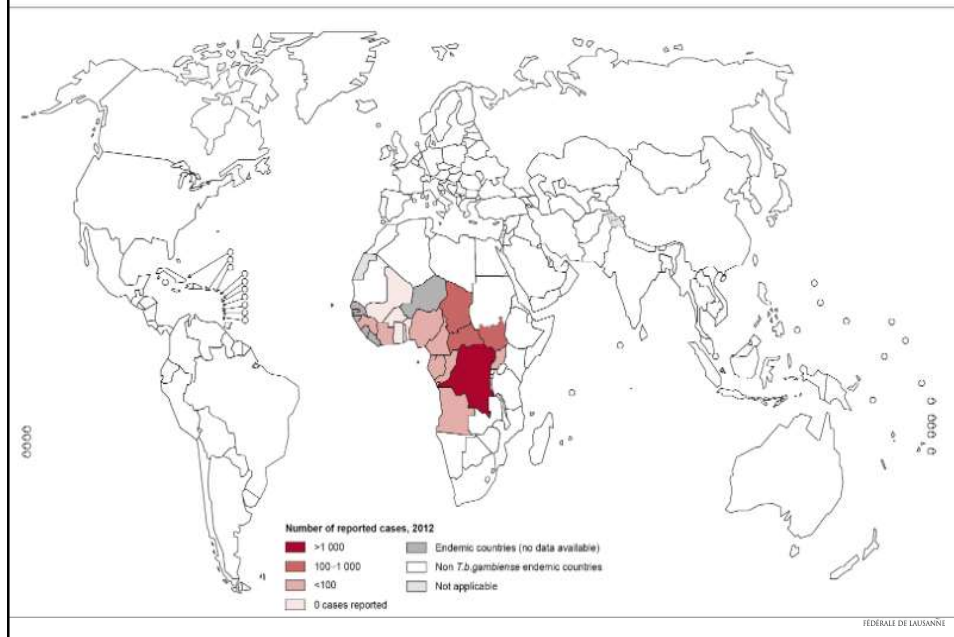 Number of reported cases, 2012
>1 000
100–1 000
<100
0 cases reported
Endemic countries (no data available)
Non T.b.gambiense endemic countries
Not applicable
FÉDÉRALE DE LAUSANNE